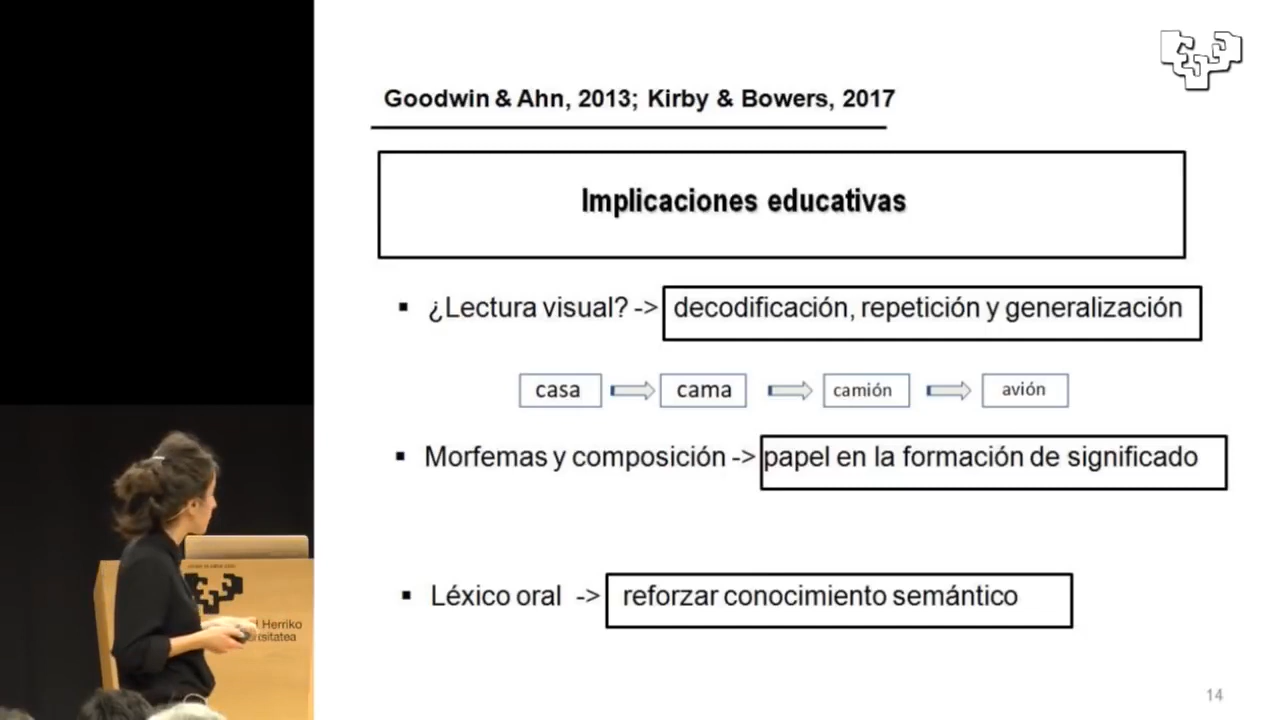 Goodwin & Ahn, 2013; Kirby & Bowers, 2017
Implicaciones educativas
▪ ¿Lectura visual? -> decodificación, repetición y generalización
casa cama camión avión
▪ Morfemas y composición -> papel en la formación de significado
▪ Léxico oral -> reforzar conocimiento semántico
14
Herriko